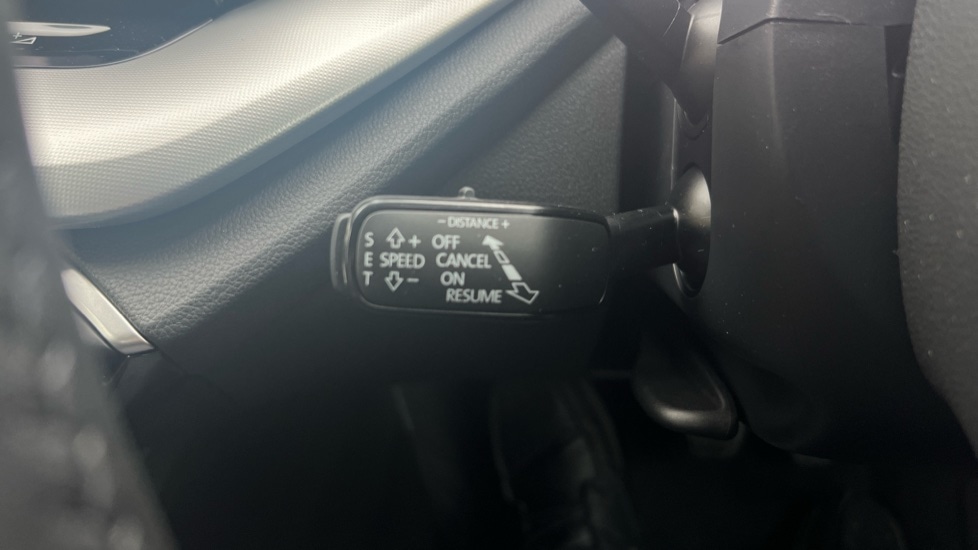 - DISTANCE +
S + OFF
E SPEED CANCEL
T - ON
RESUME